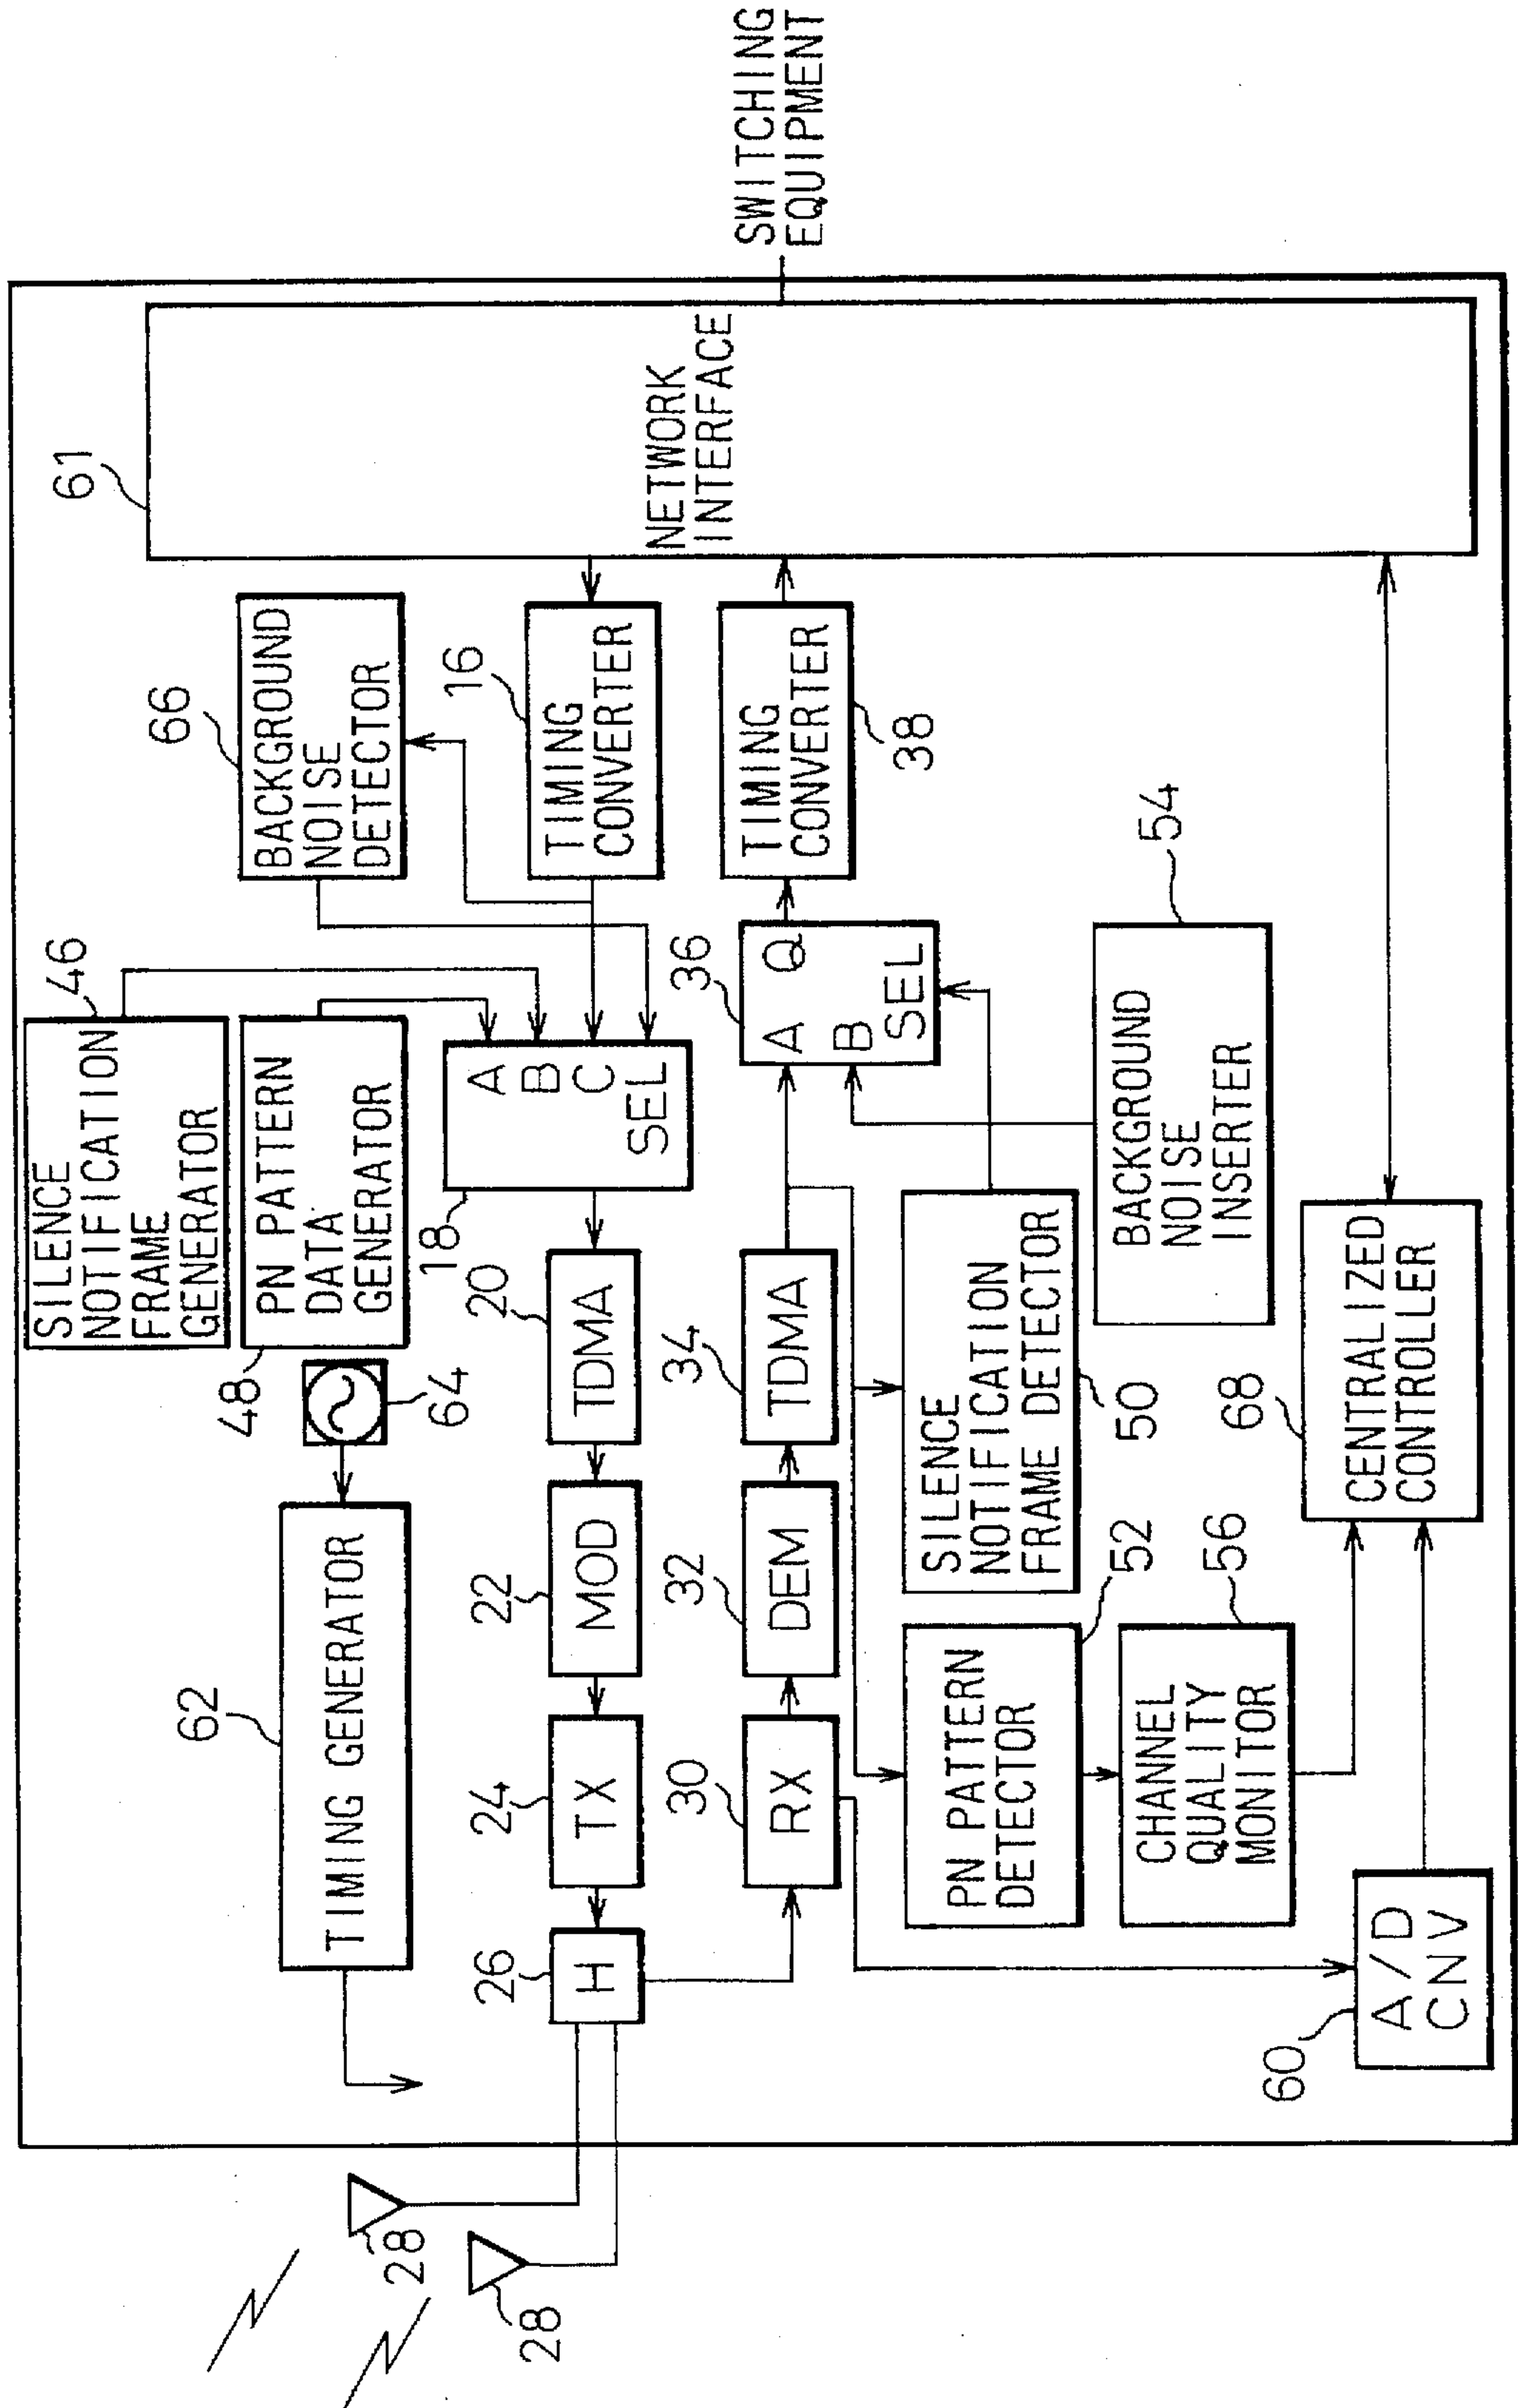 61
66
46
SILENCE
NOTIFICATION
FRAME
GENERATOR
PN PATTERN
DATA
GENERATOR
48
64
62
TIMING GENERATOR
BACKGROUND
NOISE
DETECTOR
16
TIMING
CONVERTER
NETWORK
INTERFACE
SWITCHING
EQUIPMENT
28
28
26
H
24
TX
22
MOD
20
TDMA
18
A
B
C
SEL
30
RX
32
DEM
34
TDMA
36
A Q
B
SEL
TIMING
CONVERTER
38
PN PATTERN
DETECTOR
52
SILENCE
NOTIFICATION
FRAME DETECTOR
50
BACKGROUND
NOISE
INSERTER
54
CHANNEL
QUALITY
MONITOR
56
60
A/D
CNV
68
CENTRALIZED
CONTROLLER